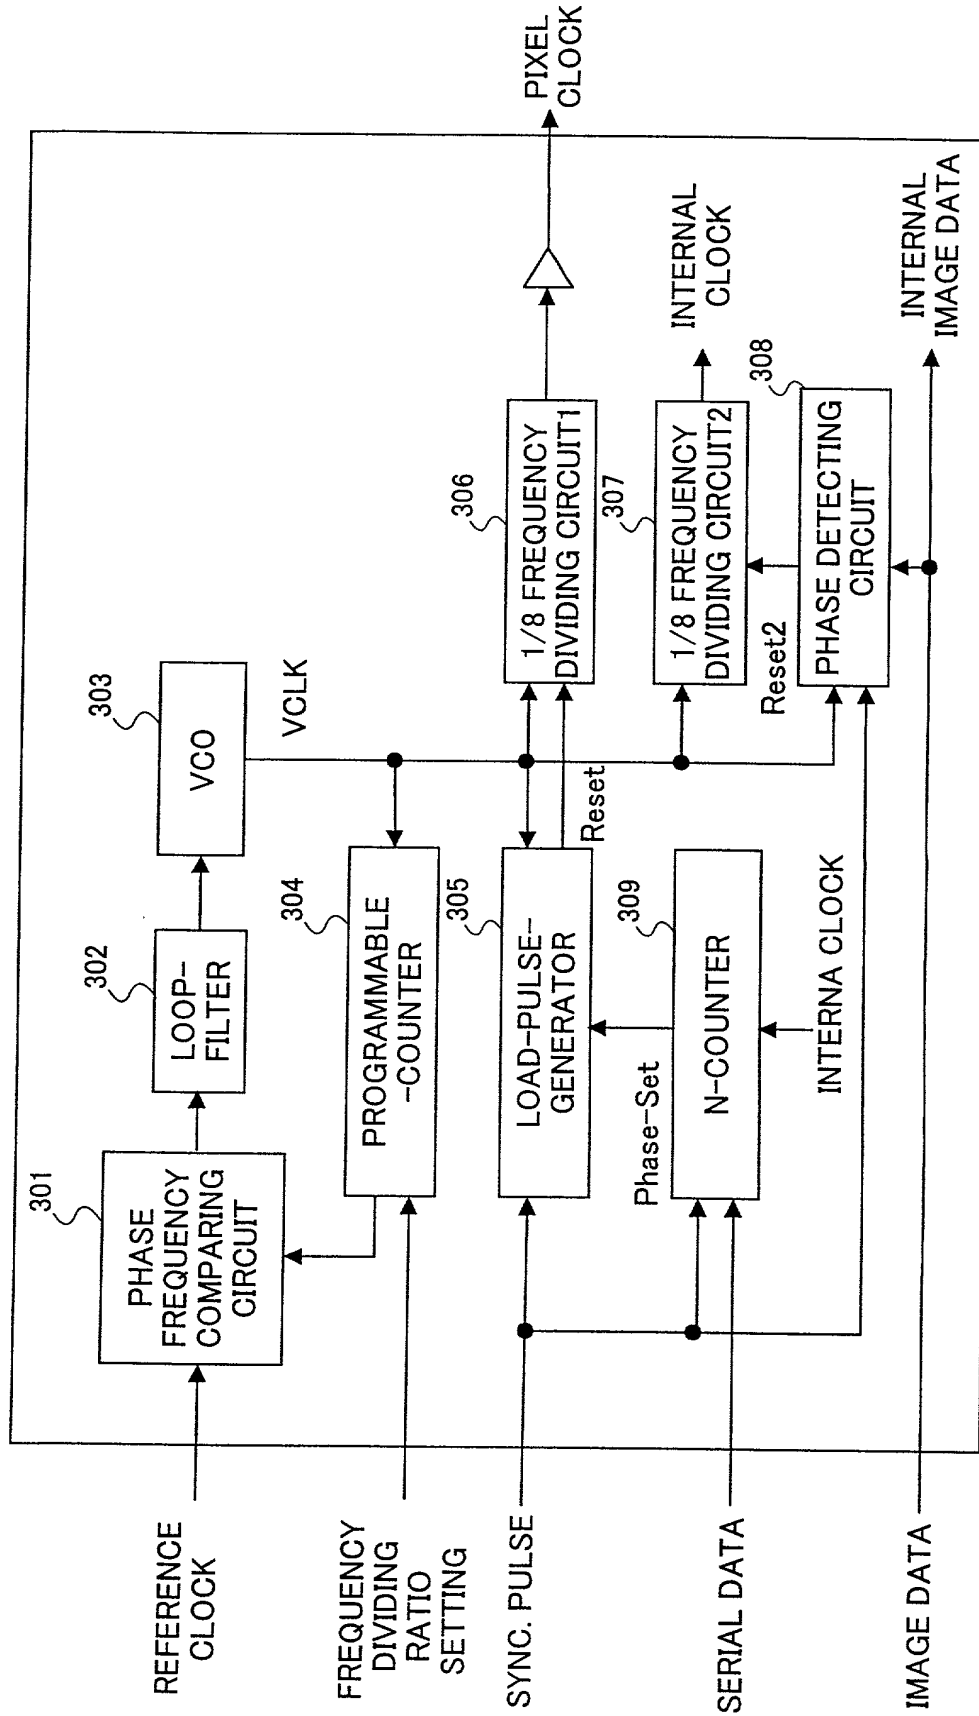 REFERENCE
CLOCK
301
PHASE
FREQUENCY
COMPARING
CIRCUIT
302
LOOP-
FILTER
303
VCO
VCLK
FREQUENCY
DIVIDING
RATIO
SETTING
304
PROGRAMMABLE
-COUNTER
SYNC. PULSE
305
LOAD-PULSE-
GENERATOR
Reset
306
1/8 FREQUENCY
DIVIDING CIRCUIT1
PIXEL
CLOCK
Phase-Set
309
N-COUNTER
INTERNA CLOCK
307
1/8 FREQUENCY
DIVIDING CIRCUIT2
INTERNAL
CLOCK
Reset2
308
PHASE DETECTING
CIRCUIT
SERIAL DATA
IMAGE DATA
INTERNAL
IMAGE DATA